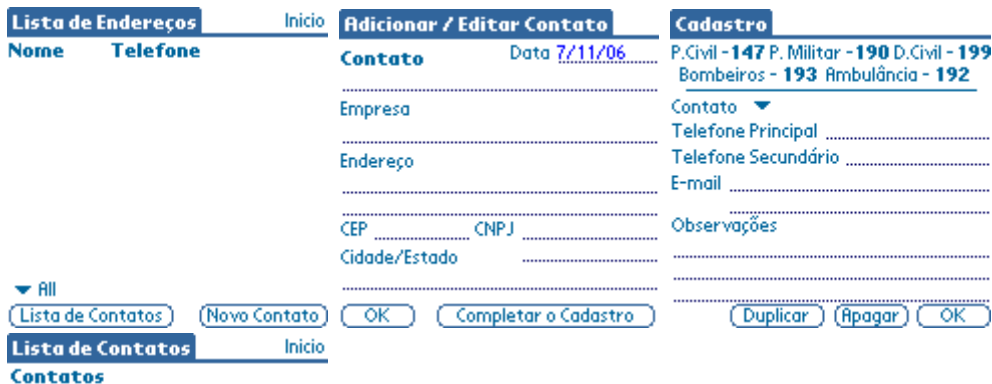 Lista de Endereços Inicio
Nome Telefone
All
Lista de Contatos Novo Contato
Adicionar / Editar Contato
Contato Data 7/11/06
Empresa
Endereço
CEP CNPJ
Cidade/Estado
OK Completar o Cadastro
Cadastro
P.Civil - 147 P. Militar - 190 D.Civil - 199
Bombeiros - 193 Ambulância - 192
Contato
Telefone Principal
Telefone Secundário
E-mail
Observações
Duplicar Apagar OK
Lista de Contatos Inicio
Contatos